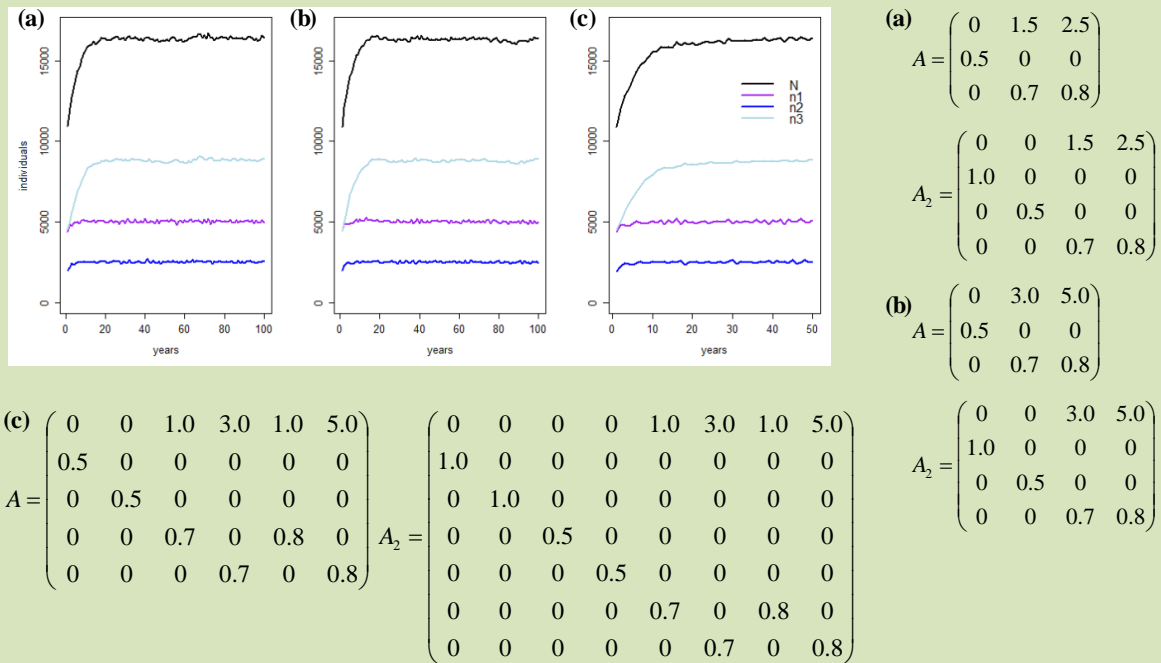 (a) (b) (c)
individuals
0 5000 10000 15000
0 20 40 60 80 100
years
0 5000 10000 15000
0 20 40 60 80 100
years
0 5000 10000 15000
N
n1
n2
n3
0 10 20 30 40 50
years
(a)
A =
0 1.5 2.5
0.5 0 0
0 0.7 0.8
A₂ =
0 0 1.5 2.5
1.0 0 0 0
0 0.5 0 0
0 0 0.7 0.8
(b)
A =
0 3.0 5.0
0.5 0 0
0 0.7 0.8
A₂ =
0 0 3.0 5.0
1.0 0 0 0
0 0.5 0 0
0 0 0.7 0.8
(c)
A =
0 0 1.0 3.0 1.0 5.0
0.5 0 0 0 0 0
0 0.5 0 0 0 0
0 0 0.7 0 0.8 0
0 0 0 0.7 0 0.8
A₂ =
0 0 0 0 1.0 3.0 1.0 5.0
1.0 0 0 0 0 0 0 0
0 1.0 0 0 0 0 0 0
0 0 0.5 0 0 0 0 0
0 0 0 0.5 0 0 0 0
0 0 0 0 0.7 0 0.8 0
0 0 0 0 0 0.7 0 0.8